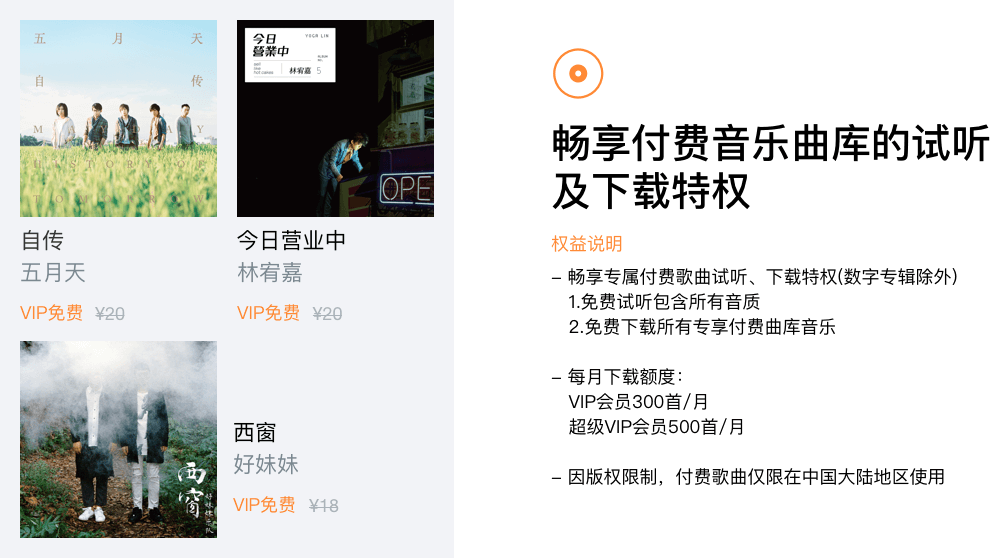 五 月 天
自 传
自传
五月天
VIP免费 ¥20
今日
營業中
YUGA LIN
林宥嘉 5
OPE
今日营业中
林宥嘉
VIP免费 ¥20
西窗
好妹妹乐队
西窗
好妹妹
VIP免费 ¥18
畅享付费音乐曲库的试听
及下载特权
权益说明
– 畅享专属付费歌曲试听、下载特权(数字专辑除外)
1.免费试听包含所有音质
2.免费下载所有专享付费曲库音乐
– 每月下载额度：
VIP会员300首/月
超级VIP会员500首/月
– 因版权限制，付费歌曲仅限在中国大陆地区使用